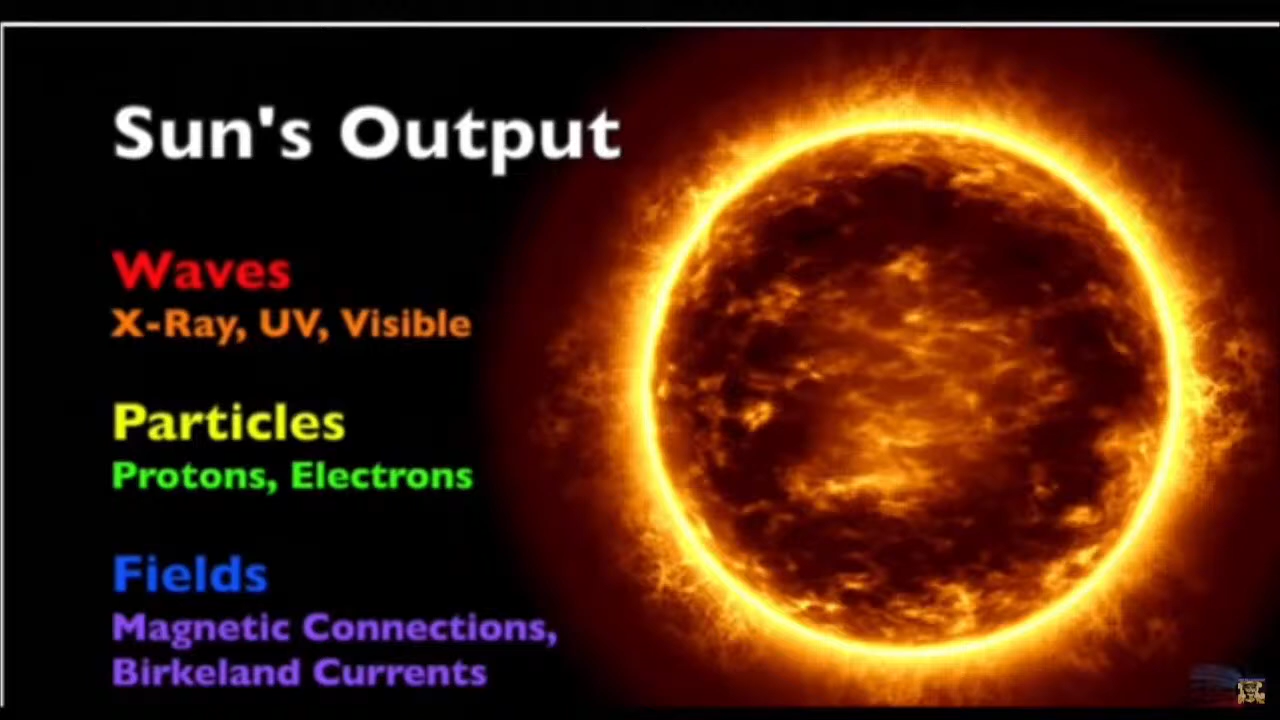 Sun's Output
Waves
X-Ray, UV, Visible
Particles
Protons, Electrons
Fields
Magnetic Connections,
Birkeland Currents